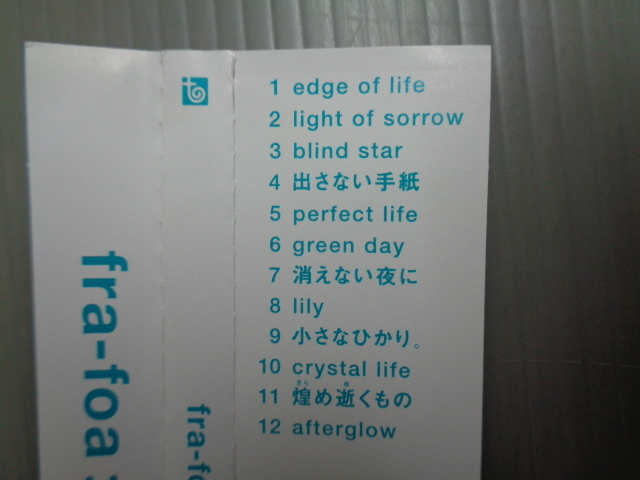 1 edge of life
2 light of sorrow
3 blind star
4 出さない手紙
5 perfect life
6 green day
7 消えない夜に
8 lily
9 小さなひかり。
10 crystal life
11 煌め逝くもの
12 afterglow
fra-foa
fra-fo